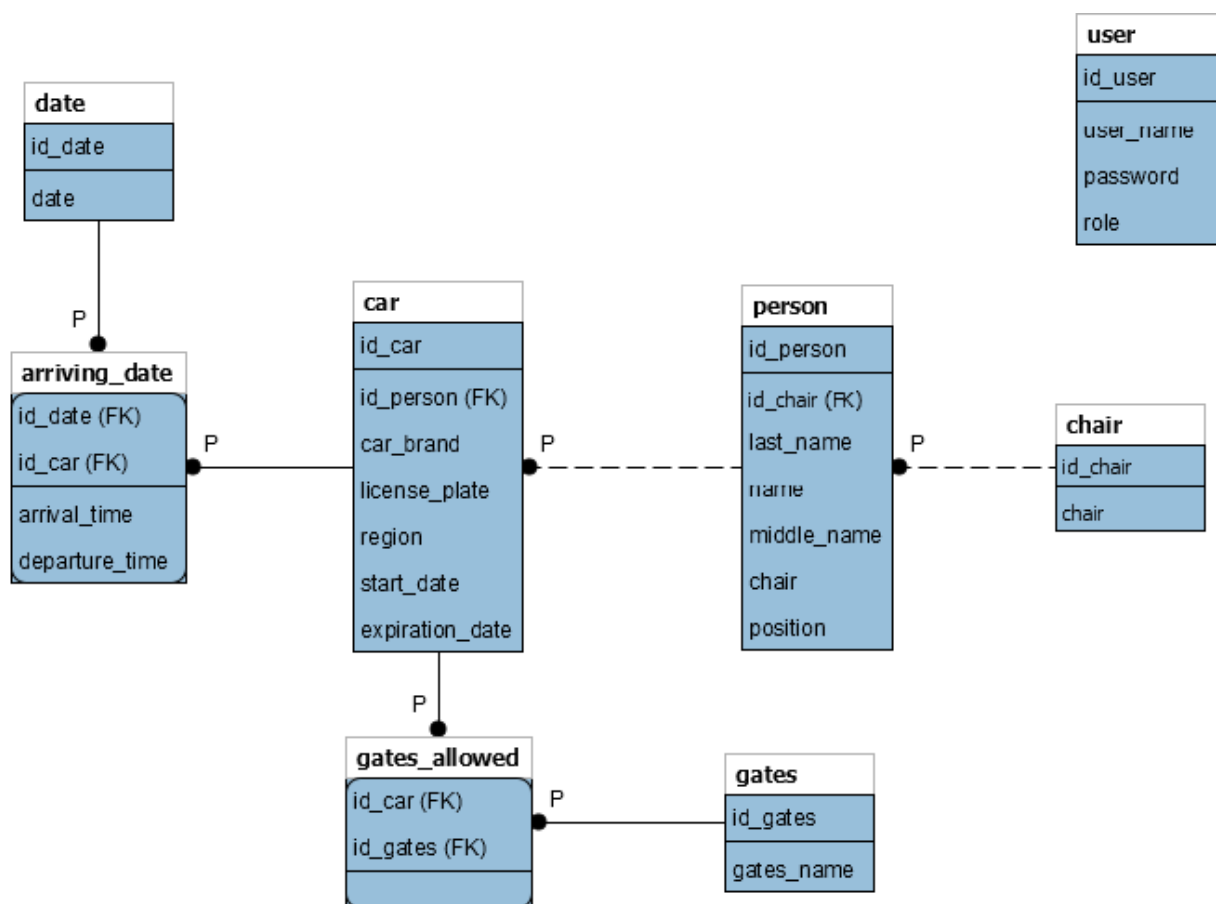 user
id_user
user_name
password
role
date
id_date
date
P
arriving_date
id_date (FK)
id_car (FK)
arrival_time
departure_time
P
car
id_car
id_person (FK)
car_brand
license_plate
region
start_date
expiration_date
P
person
id_person
id_chair (FK)
last_name
name
middle_name
chair
position
P
chair
id_chair
chair
P
gates_allowed
id_car (FK)
id_gates (FK)
P
gates
id_gates
gates_name